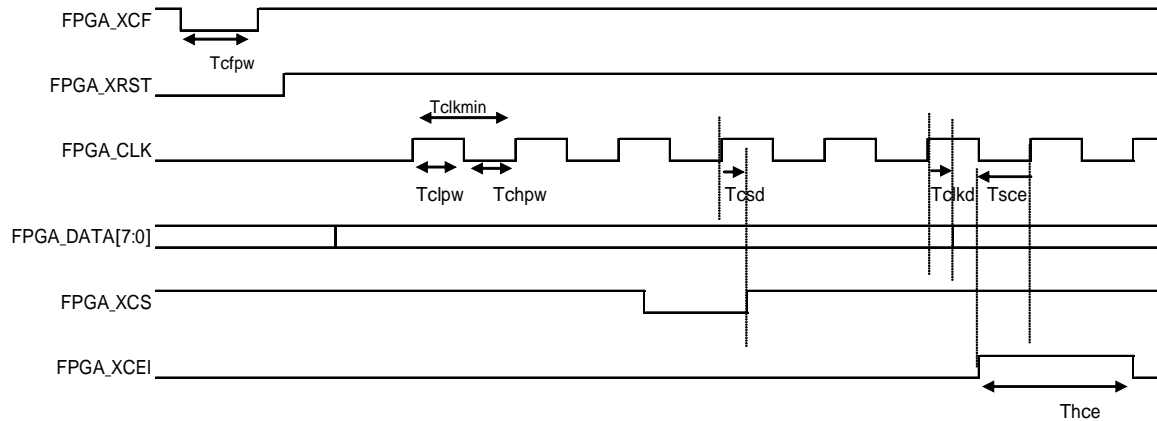 FPGA_XCF
Tcfpw
FPGA_XRST
Tclkmin
FPGA_CLK
Tclpw
Tchpw
Tcsd
Tclkd
Tsce
FPGA_DATA[7:0]
FPGA_XCS
FPGA_XCEI
Thce